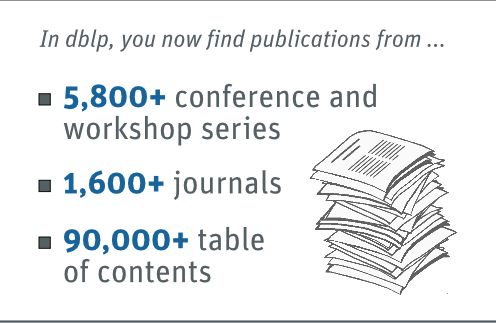 In dblp, you now find publications from ...
5,800+ conference and
workshop series
1,600+ journals
90,000+ table
of contents